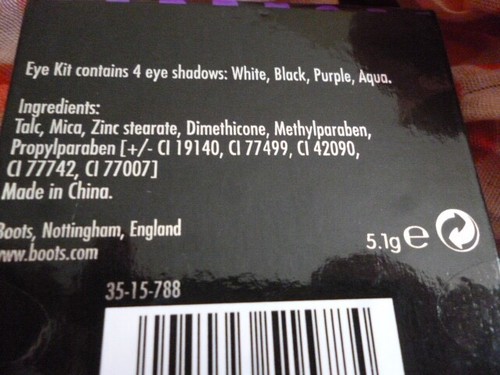 Eye Kit contains 4 eye shadows: White, Black, Purple, Aqua.
Ingredients:
Talc, Mica, Zinc stearate, Dimethicone, Methylparaben,
Propylparaben [+/- CI 19140, CI 77499, CI 42090,
CI 77742, CI 77007]
Made in China.
Boots, Nottingham, England
www.boots.com
5.1g e
35-15-788